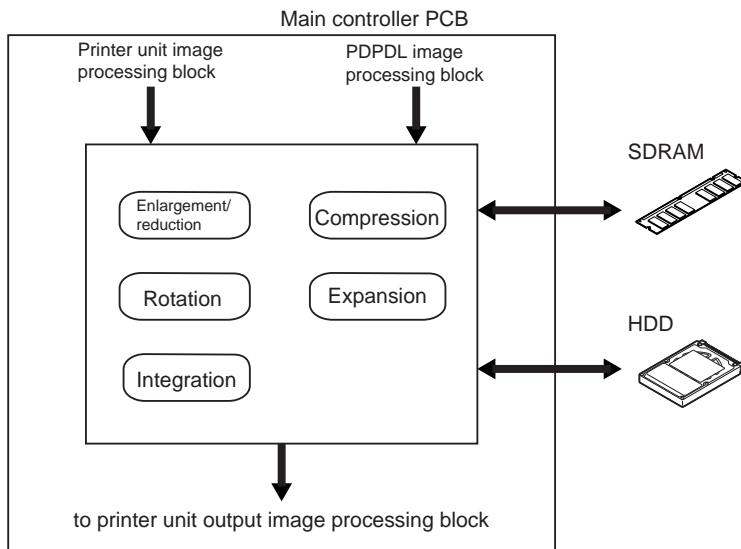 Main controller PCB
Printer unit image
processing block
PDPDL image
processing block
SDRAM
Enlargement/
reduction
Compression
Rotation
Expansion
HDD
Integration
to printer unit output image processing block